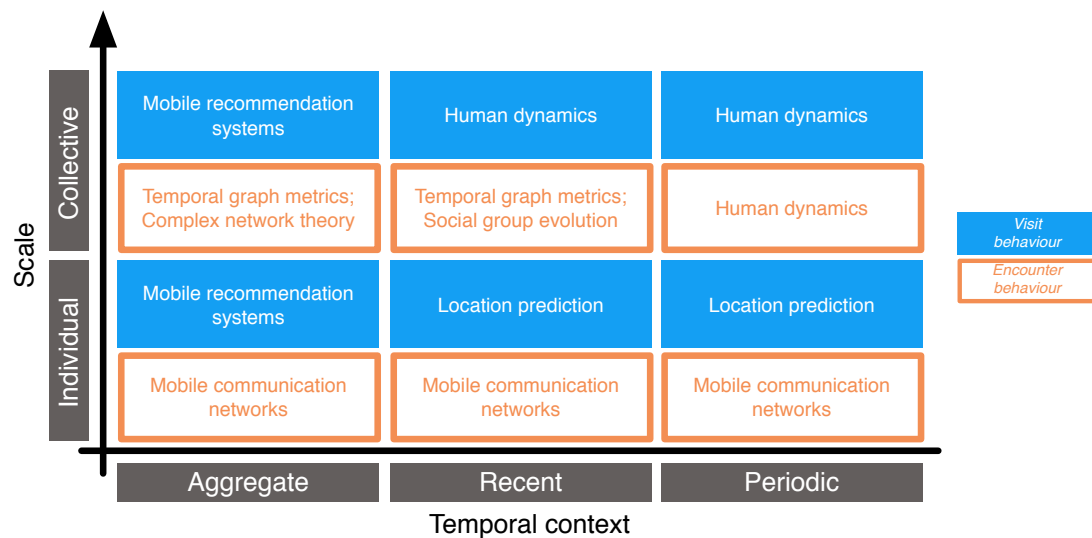 Scale
Collective
Individual
Mobile recommendation
systems
Human dynamics
Human dynamics
Temporal graph metrics;
Complex network theory
Temporal graph metrics;
Social group evolution
Human dynamics
Mobile recommendation
systems
Location prediction
Location prediction
Mobile communication
networks
Mobile communication
networks
Mobile communication
networks
Aggregate
Recent
Periodic
Temporal context
Visit
behaviour
Encounter
behaviour